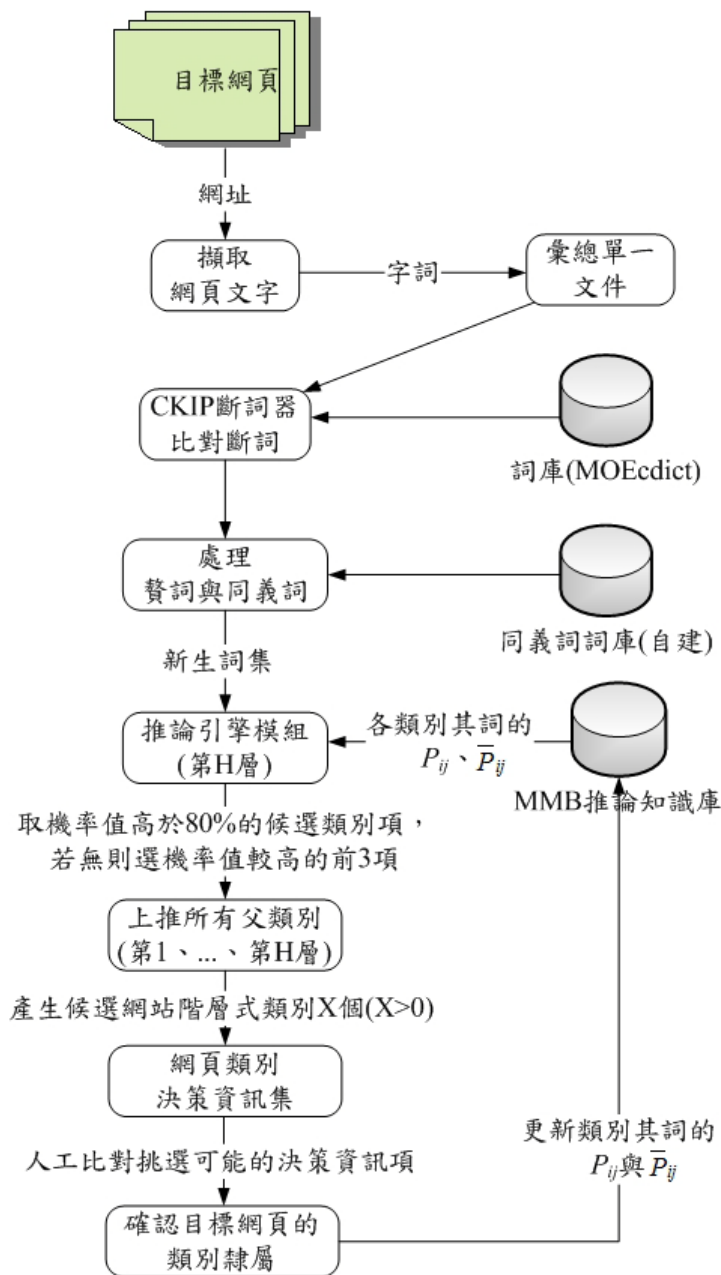 目標網頁
網址
擷取
網頁文字
字詞
彙總單一
文件
CKIP斷詞器
比對斷詞
詞庫(MOEcdict)
處理
贅詞與同義詞
同義詞詞庫(自建)
新生詞集
推論引擎模組
(第H層)
各類別其詞的
P_{ij}、\overline{P}_{ij}
MMB推論知識庫
取機率值高於80%的候選類別項，
若無則選機率值較高的前3項
上推所有父類別
(第1、...、第H層)
產生候選網站階層式類別X個(X>0)
網頁類別
決策資訊集
人工比對挑選可能的決策資訊項
更新類別其詞的
P_{ij}與\overline{P}_{ij}
確認目標網頁的
類別隸屬